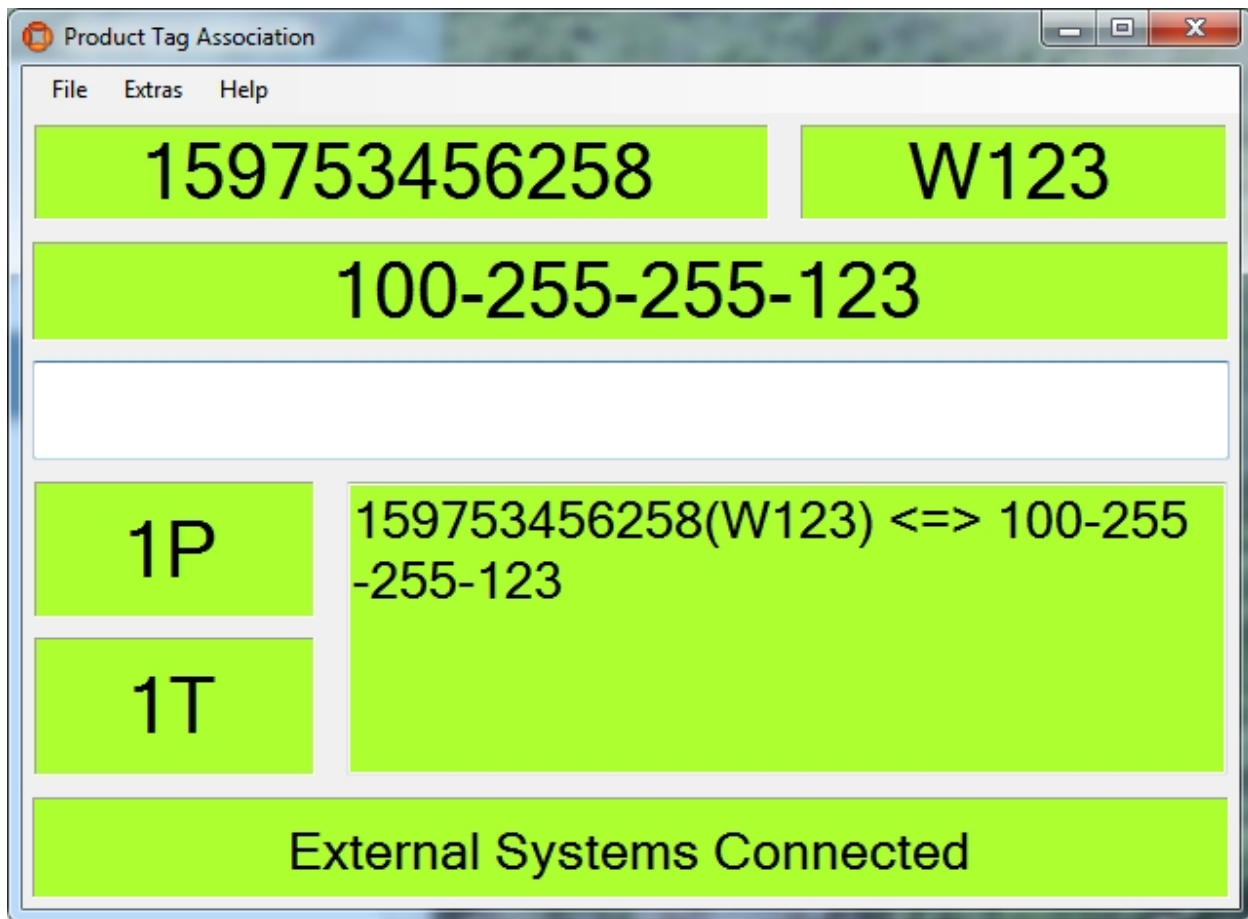 Product Tag Association
File Extras Help
159753456258 W123
100-255-255-123
1P
159753456258(W123) <=> 100-255
-255-123
1T
External Systems Connected